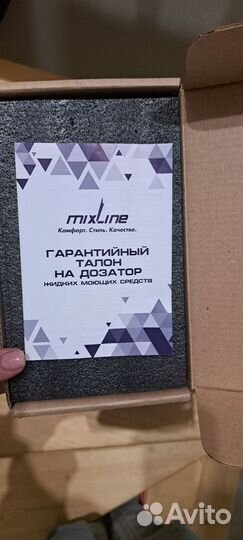 mixline
Комфорт. Стиль. Качество.
ГАРАНТИЙНЫЙ
ТАЛОН
НА ДОЗАТОР
ЖИДКИХ МОЮЩИХ СРЕДСТВ
Avito